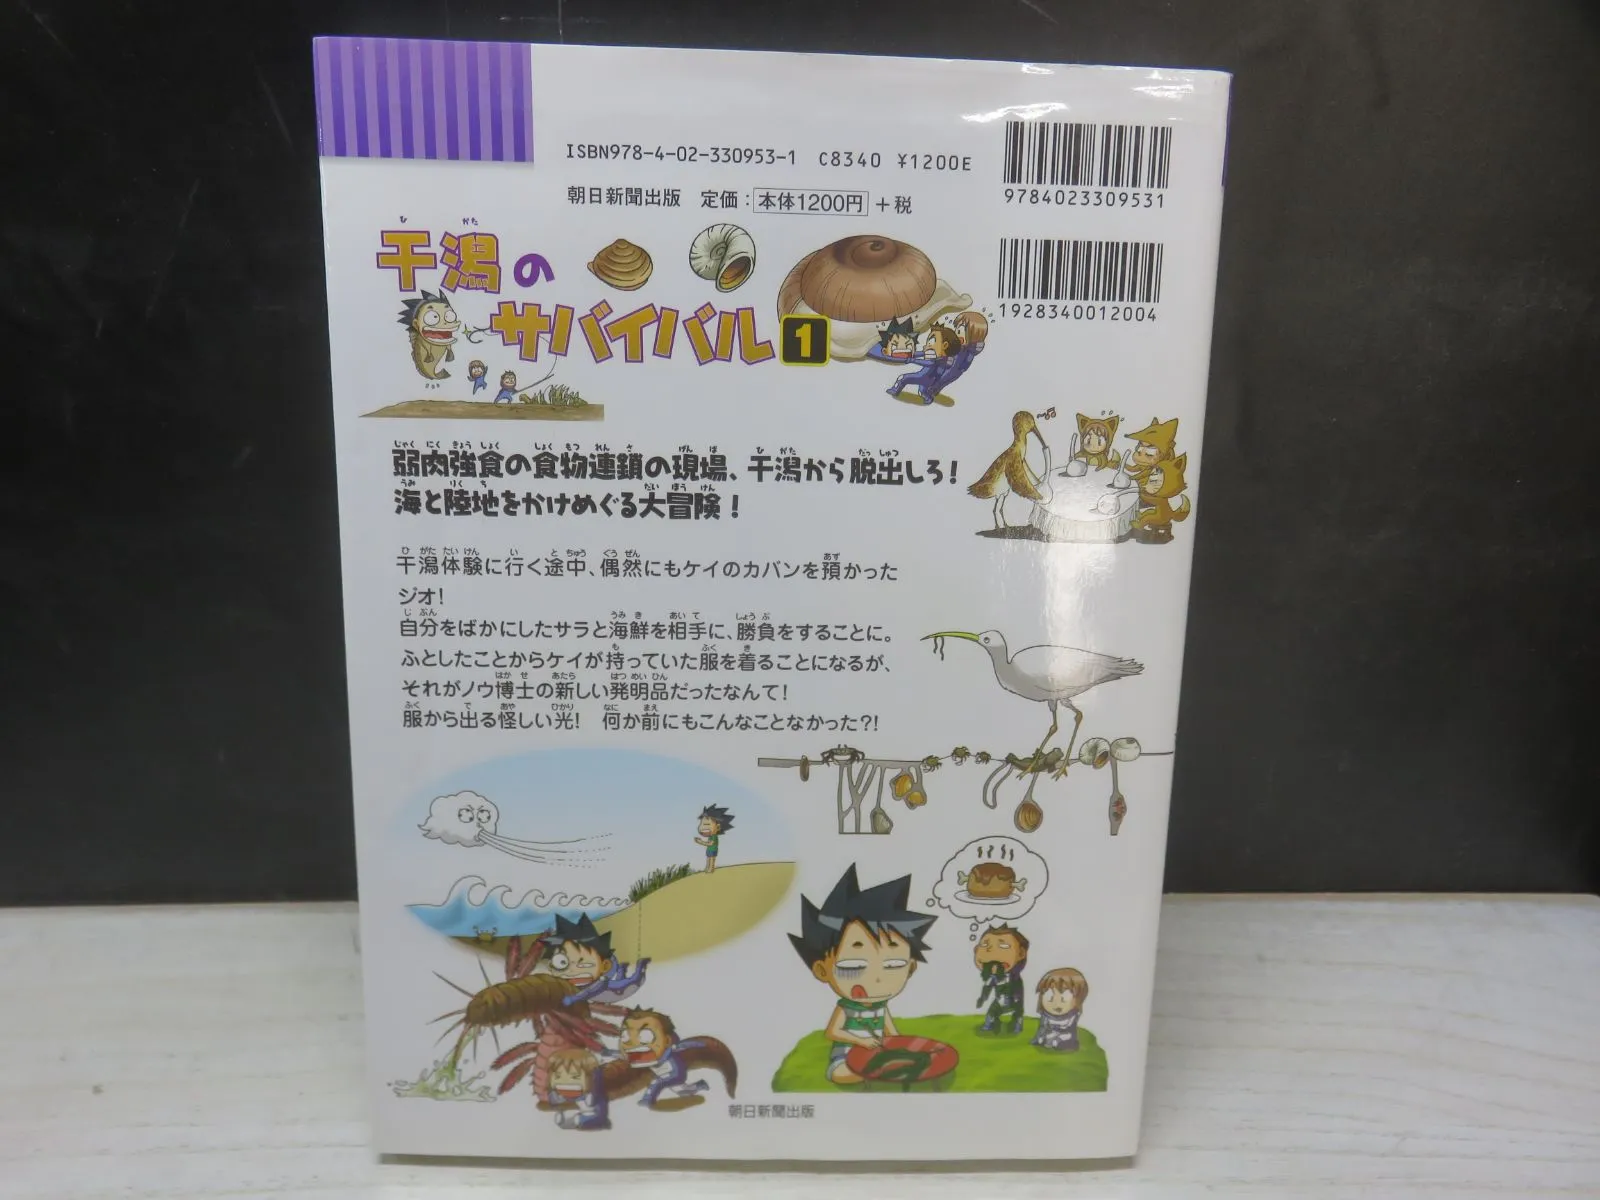 ISBN978-4-02-330953-1 C8340 ¥1200E
朝日新聞出版 定価：本体1200円＋税
9784023309531
1928340012004
干潟の
サバイバル1
弱肉強食の食物連鎖の現場、干潟から脱出しろ！
海と陸地をかけめぐる大冒険！
干潟体験に行く途中、偶然にもケイのカバンを預かった
ジオ！
自分をばかにしたサラと海鮮を相手に、勝負をすることに。
ふとしたことからケイが持っていた服を着ることになるが、
それがノウ博士の新しい発明品だったなんて！
服から出る怪しい光！　何か前にもこんなことなかった？！
朝日新聞出版